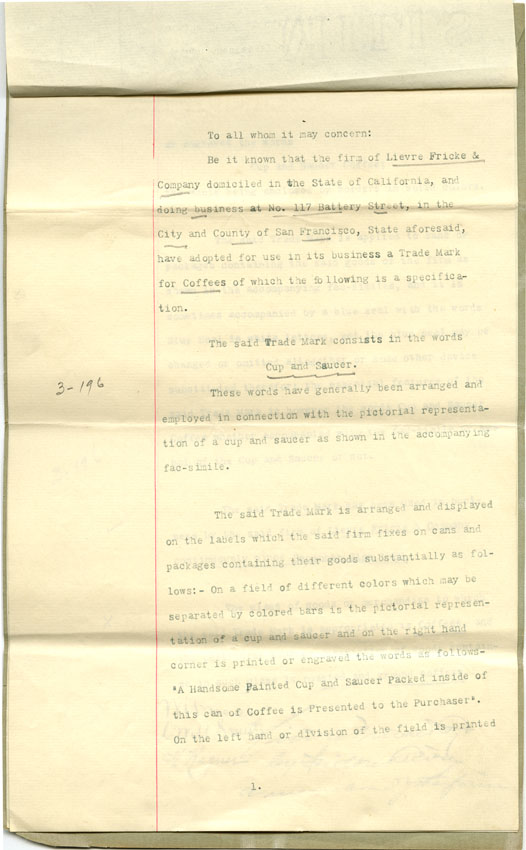 To all whom it may concern:
Be it known that the firm of Lievre Fricke &
Company domiciled in the State of California, and
doing business at No. 117 Battery Street, in the
City and County of San Francisco, State aforesaid,
have adopted for use in its business a Trade Mark
for Coffees of which the following is a specifica-
tion.
The said Trade Mark consists in the words
Cup and Saucer.
3-196
These words have generally been arranged and
employed in connection with the pictorial representa-
tion of a cup and saucer as shown in the accompanying
fac-simile.
The said Trade Mark is arranged and displayed
on the labels which the said firm fixes on cans and
packages containing their goods substantially as fol-
lows:- On a field of different colors which may be
separated by colored bars is the pictorial represen-
tation of a cup and saucer and on the right hand
corner is printed or engraved the words as follows-
"A Handsome Painted Cup and Saucer Packed inside of
this can of Coffee is Presented to the Purchaser".
On the left hand or division of the field is printed
1.